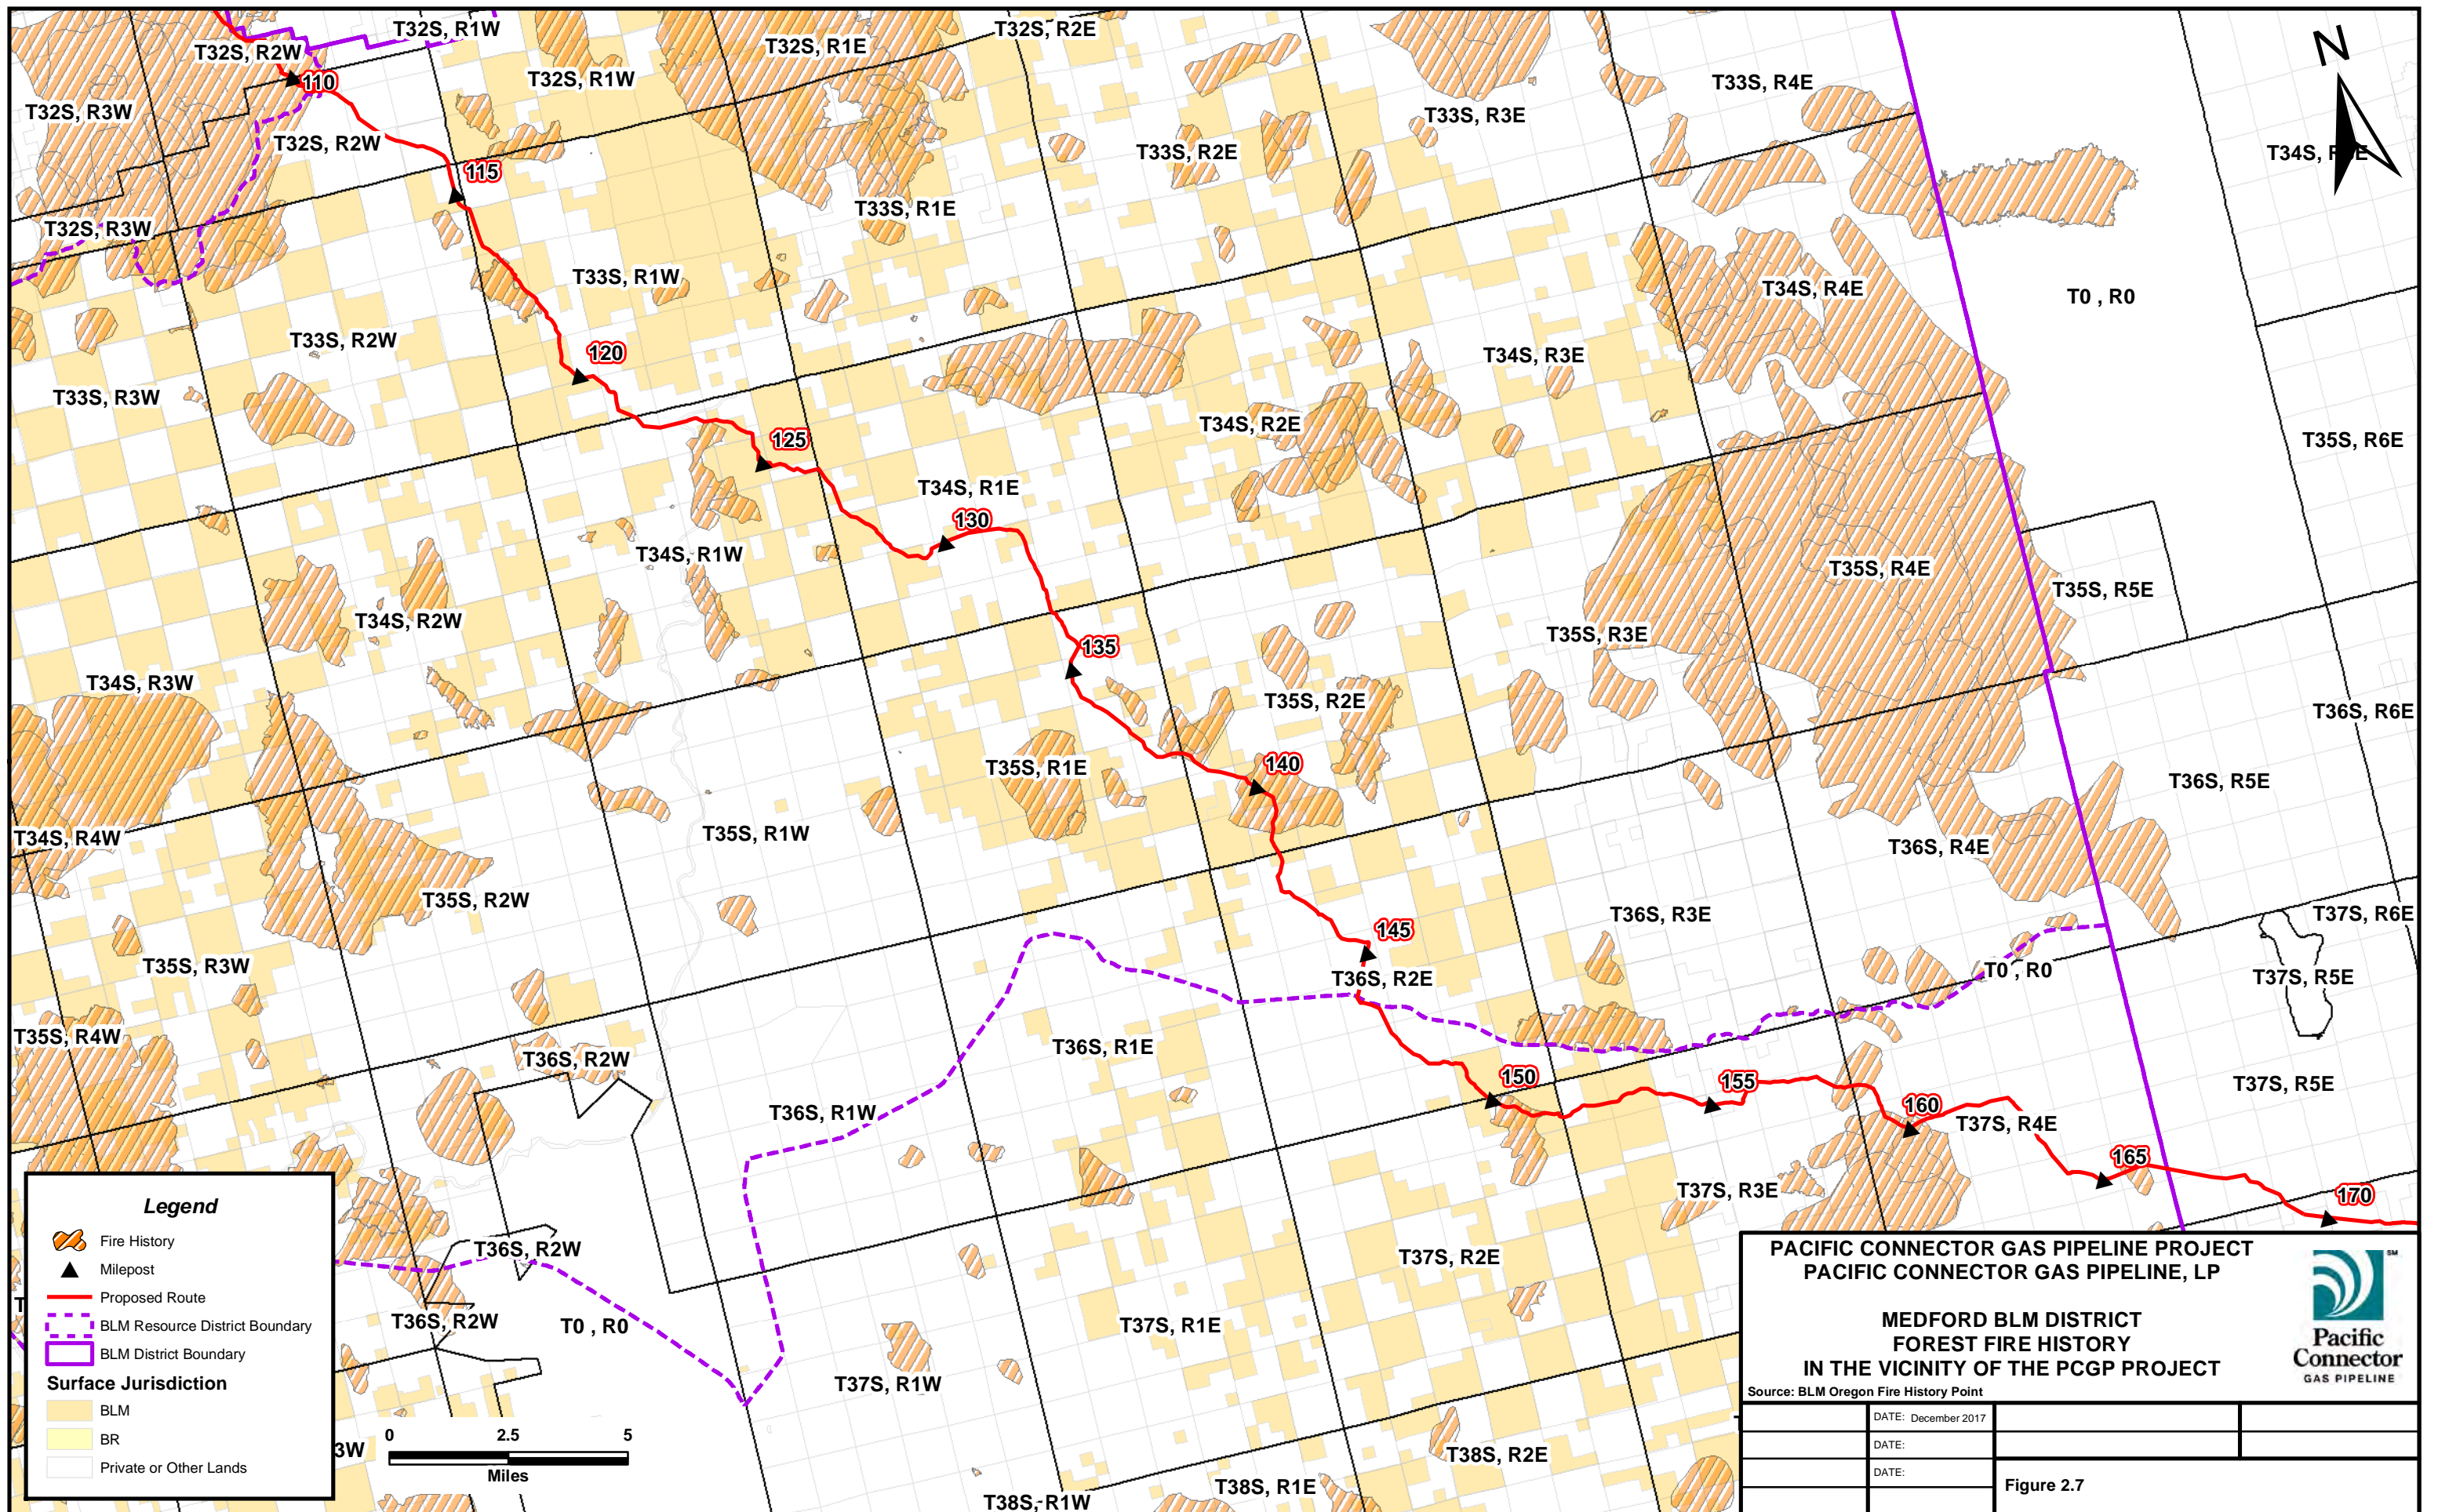 T32S, R1W
T32S, R2E
T32S, R2W
T32S, R1E
110
T32S, R1W
T33S, R4E
N
T32S, R3W
T33S, R3E
T32S, R2W
T33S, R2E
T34S,
115
T33S, R1E
T32S, R3W
T33S, R1W
T34S, R4E
T0 , R0
T33S, R2W
120
T34S, R3E
T33S, R3W
T34S, R2E
125
T35S, R6E
T34S, R1E
130
T34S, R1W
T35S, R4E
T35S, R5E
T34S, R2W
T35S, R3E
135
T34S, R3W
T35S, R2E
T36S, R6E
T35S, R1E
140
T36S, R5E
T34S, R4W
T35S, R1W
T36S, R4E
T35S, R2W
T36S, R3E
T37S, R6E
145
T35S, R3W
T36S, R2E
T0 , R0
T37S, R5E
T35S, R4W
T36S, R2W
T36S, R1E
150
155
T37S, R5E
T36S, R1W
160
T37S, R4E
165
T37S, R3E
170
T36S, R2W
T37S, R2E
T36S, R2W
T0 , R0
T37S, R1E
T37S, R1W
3W
T38S, R2E
T38S, R1E
T38S, R1W
Legend
Fire History
Milepost
Proposed Route
BLM Resource District Boundary
BLM District Boundary
Surface Jurisdiction
BLM
BR
Private or Other Lands
0 2.5 5
Miles
PACIFIC CONNECTOR GAS PIPELINE PROJECT
PACIFIC CONNECTOR GAS PIPELINE, LP
MEDFORD BLM DISTRICT
FOREST FIRE HISTORY
IN THE VICINITY OF THE PCGP PROJECT
Source: BLM Oregon Fire History Point
SM
Pacific
Connector
GAS PIPELINE
DATE: December 2017
DATE:
DATE:
Figure 2.7